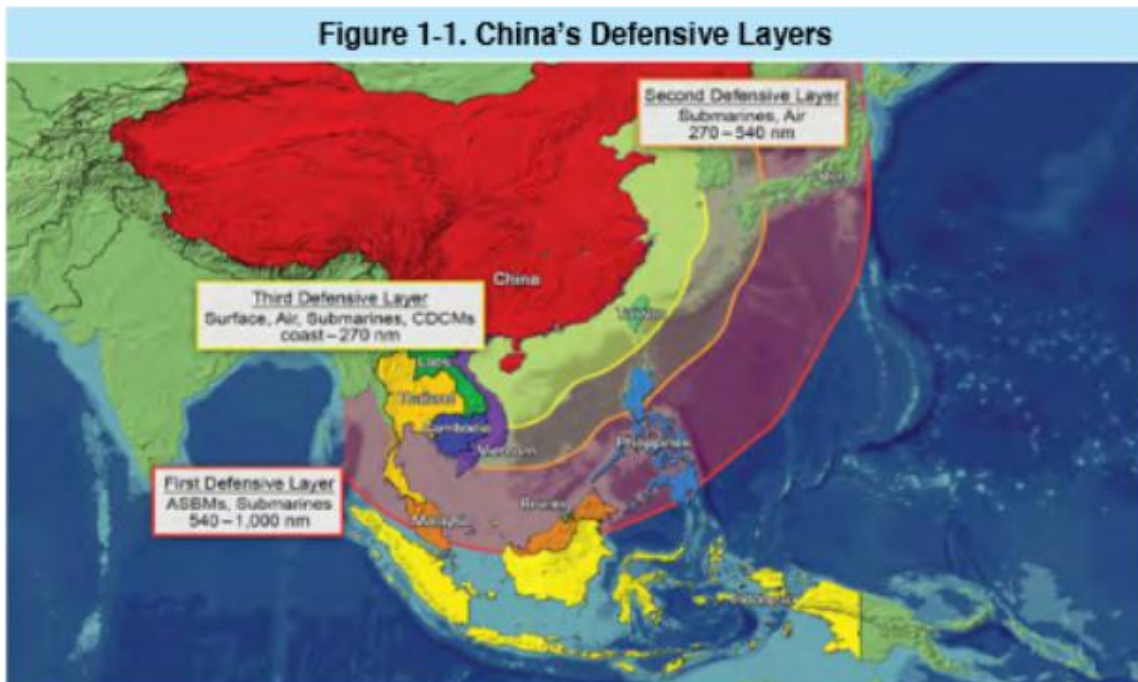 Figure 1-1. China's Defensive Layers
Second Defensive Layer
Submarines, Air
270 – 540 nm
China
Third Defensive Layer
Surface, Air, Submarines, CDCMs
coast – 270 nm
Taiwan
Laos
Thailand
Cambodia
Vietnam
Philippines
First Defensive Layer
ASBMs, Submarines
540 – 1,000 nm
Brunei
Malaysia
Indonesia